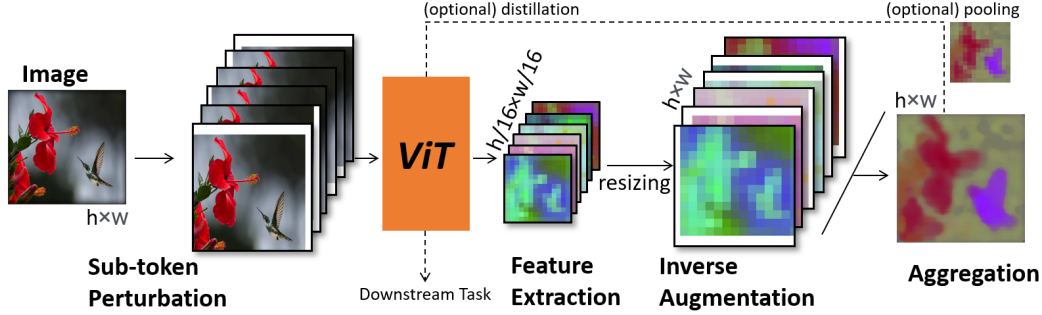 (optional) distillation
(optional) pooling
Image
h×w
Sub-token
Perturbation
ViT
Downstream Task
h/16×w/16
Feature
Extraction
resizing
h×w
Inverse
Augmentation
h×w
Aggregation